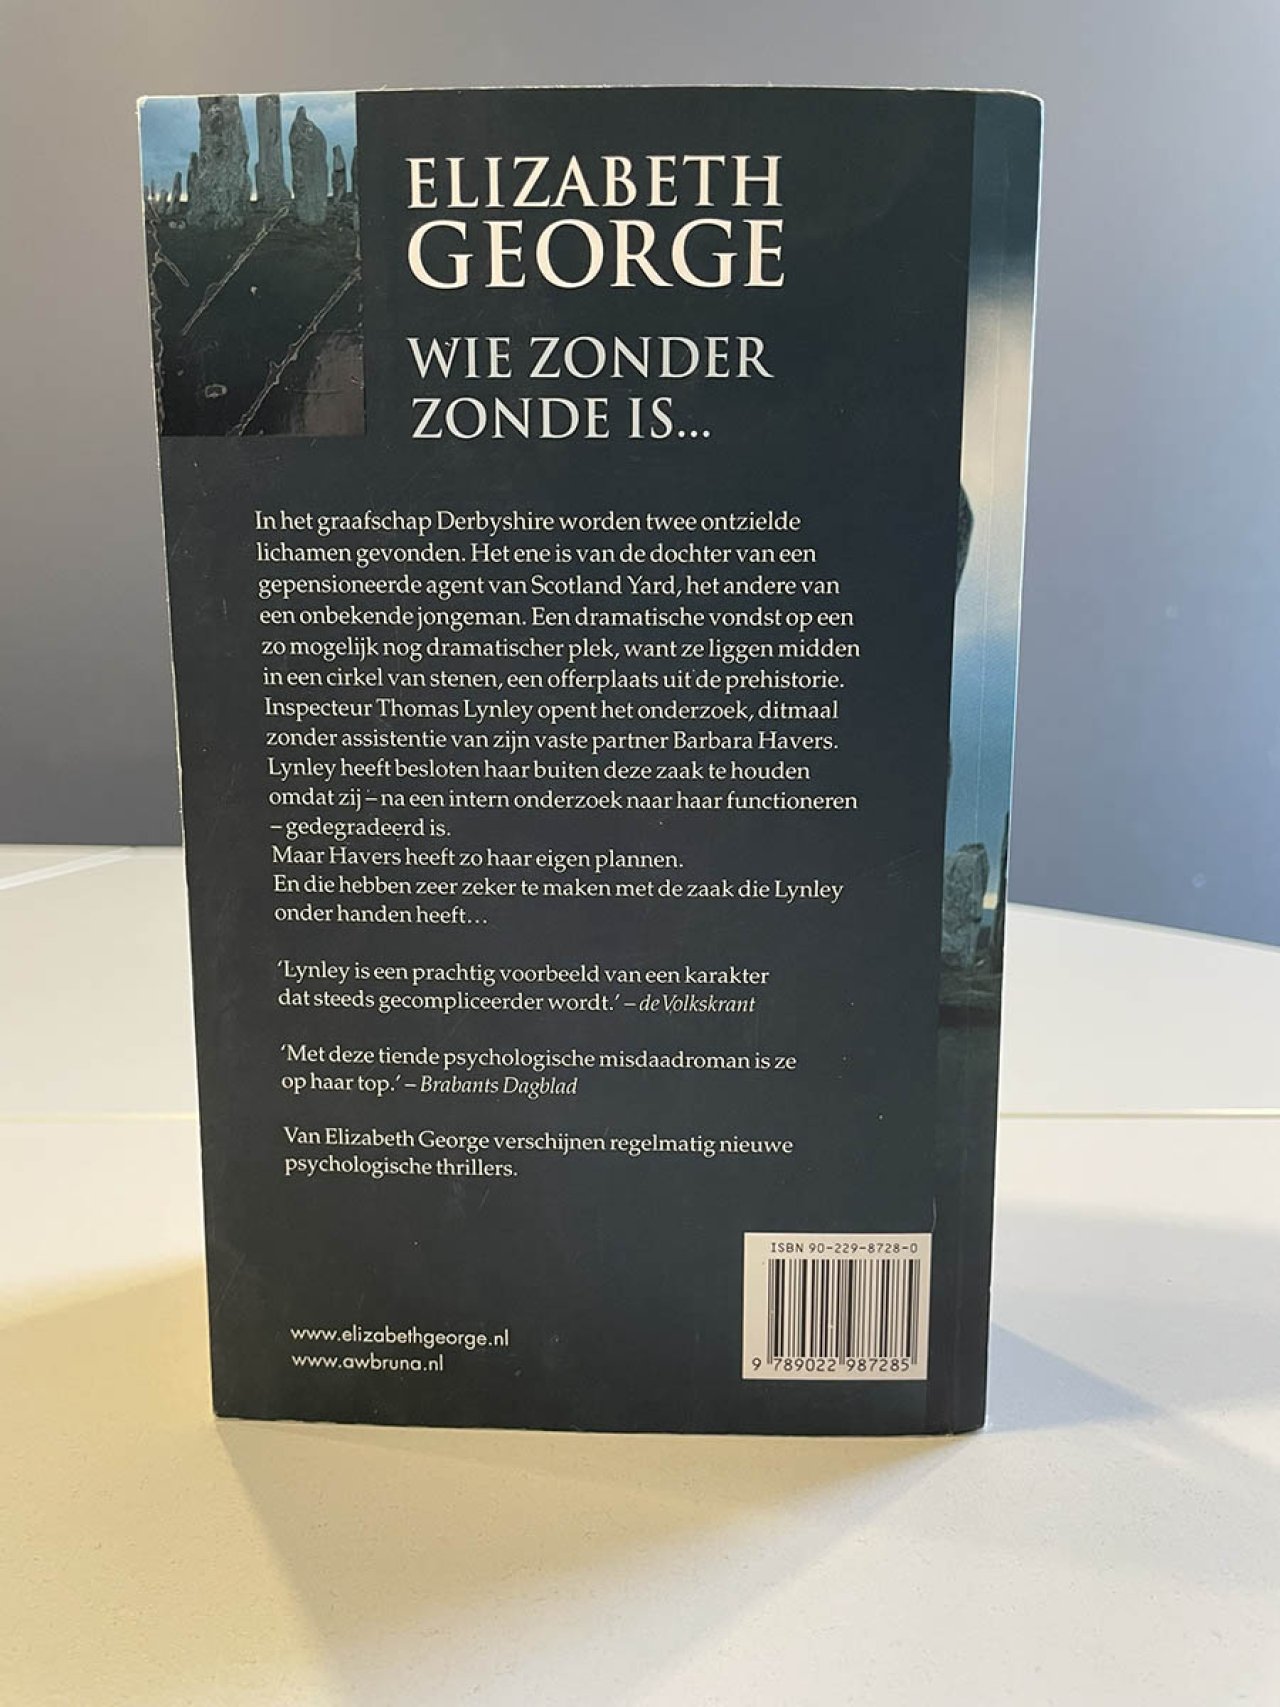 ELIZABETH
GEORGE
WIE ZONDER
ZONDE IS...
In het graafschap Derbyshire worden twee ontzielde
lichamen gevonden. Het ene is van de dochter van een
gepensioneerde agent van Scotland Yard, het andere van
een onbekende jongeman. Een dramatische vondst op een
zo mogelijk nog dramatischer plek, want ze liggen midden
in een cirkel van stenen, een offerplaats uit de prehistorie.
Inspecteur Thomas Lynley opent het onderzoek, ditmaal
zonder assistentie van zijn vaste partner Barbara Havers.
Lynley heeft besloten haar buiten deze zaak te houden
omdat zij – na een intern onderzoek naar haar functioneren
– gedegradeerd is.
Maar Havers heeft zo haar eigen plannen.
En die hebben zeer zeker te maken met de zaak die Lynley
onder handen heeft…
‘Lynley is een prachtig voorbeeld van een karakter
dat steeds gecompliceerder wordt.’ – de Volkskrant
‘Met deze tiende psychologische misdaadroman is ze
op haar top.’ – Brabants Dagblad
Van Elizabeth George verschijnen regelmatig nieuwe
psychologische thrillers.
ISBN 90-229-8728-0
9 789022 987285
www.elizabethgeorge.nl
www.awbruna.nl